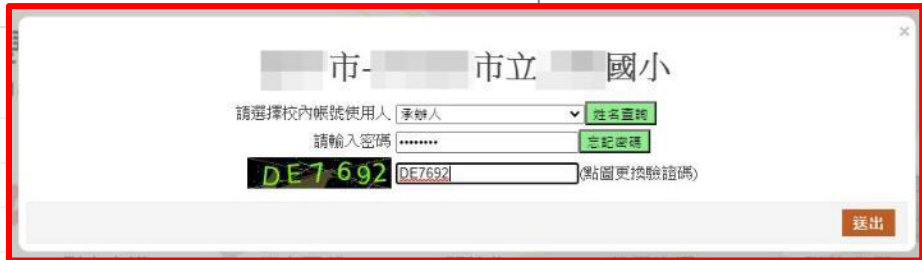 ×
市- 市立 國小
請選擇校內帳號使用人 承辦人 姓名查詢
請輸入密碼 •••••••• 忘記密碼
DE7692 DE7692 (點圖更換驗證碼)
送出